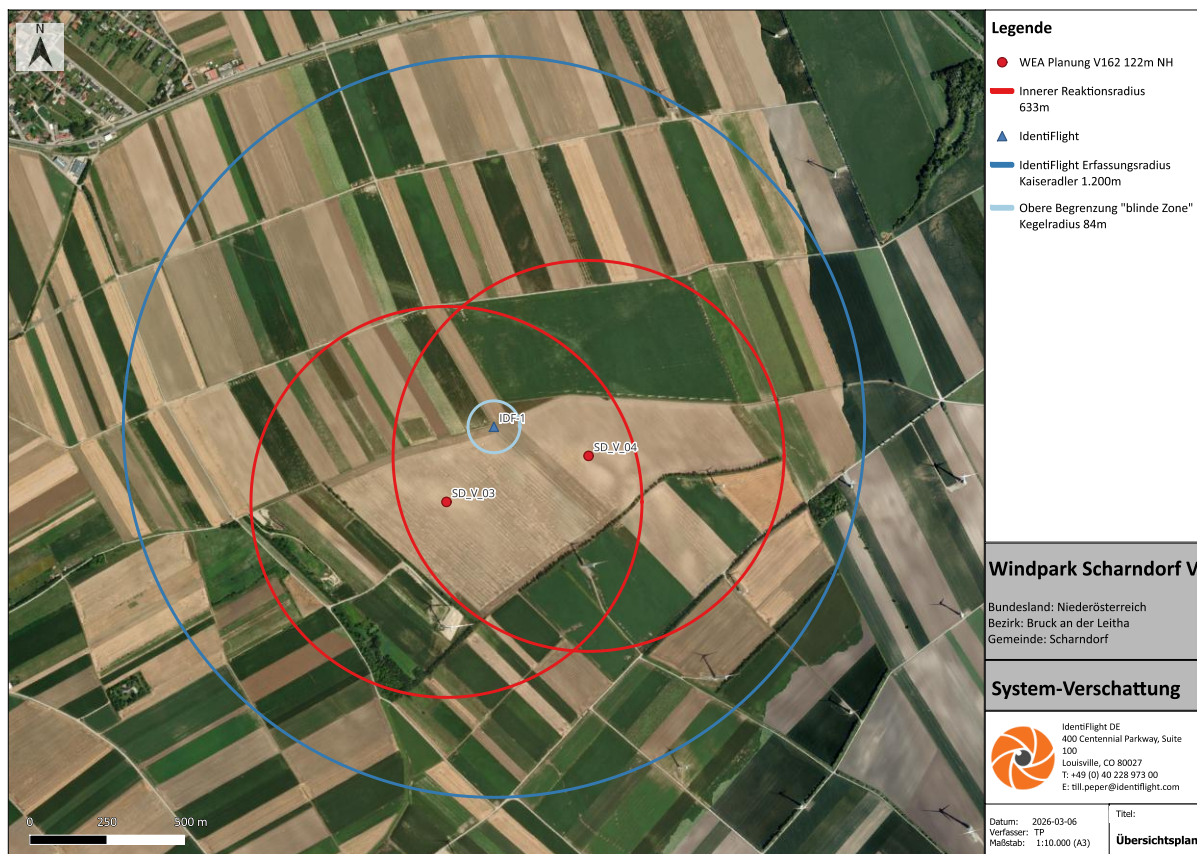 N
IDF-1
SD_V_04
SD_V_03
0 250 500 m
Legende
WEA Planung V162 122m NH
Innerer Reaktionsradius
633m
IdentiFlight
IdentiFlight Erfassungsradius
Kaiseradler 1.200m
Obere Begrenzung "blinde Zone"
Kegelradius 84m
Windpark Scharndorf V
Bundesland: Niederösterreich
Bezirk: Bruck an der Leitha
Gemeinde: Scharndorf
System-Verschattung
IdentiFlight DE
400 Centennial Parkway, Suite
100
Louisville, CO 80027
T: +49 (0) 40 228 973 00
E: till.peper@identiflight.com
Datum: 2026-03-06
Verfasser: TP
Maßstab: 1:10.000 (A3)
Titel:
Übersichtsplan